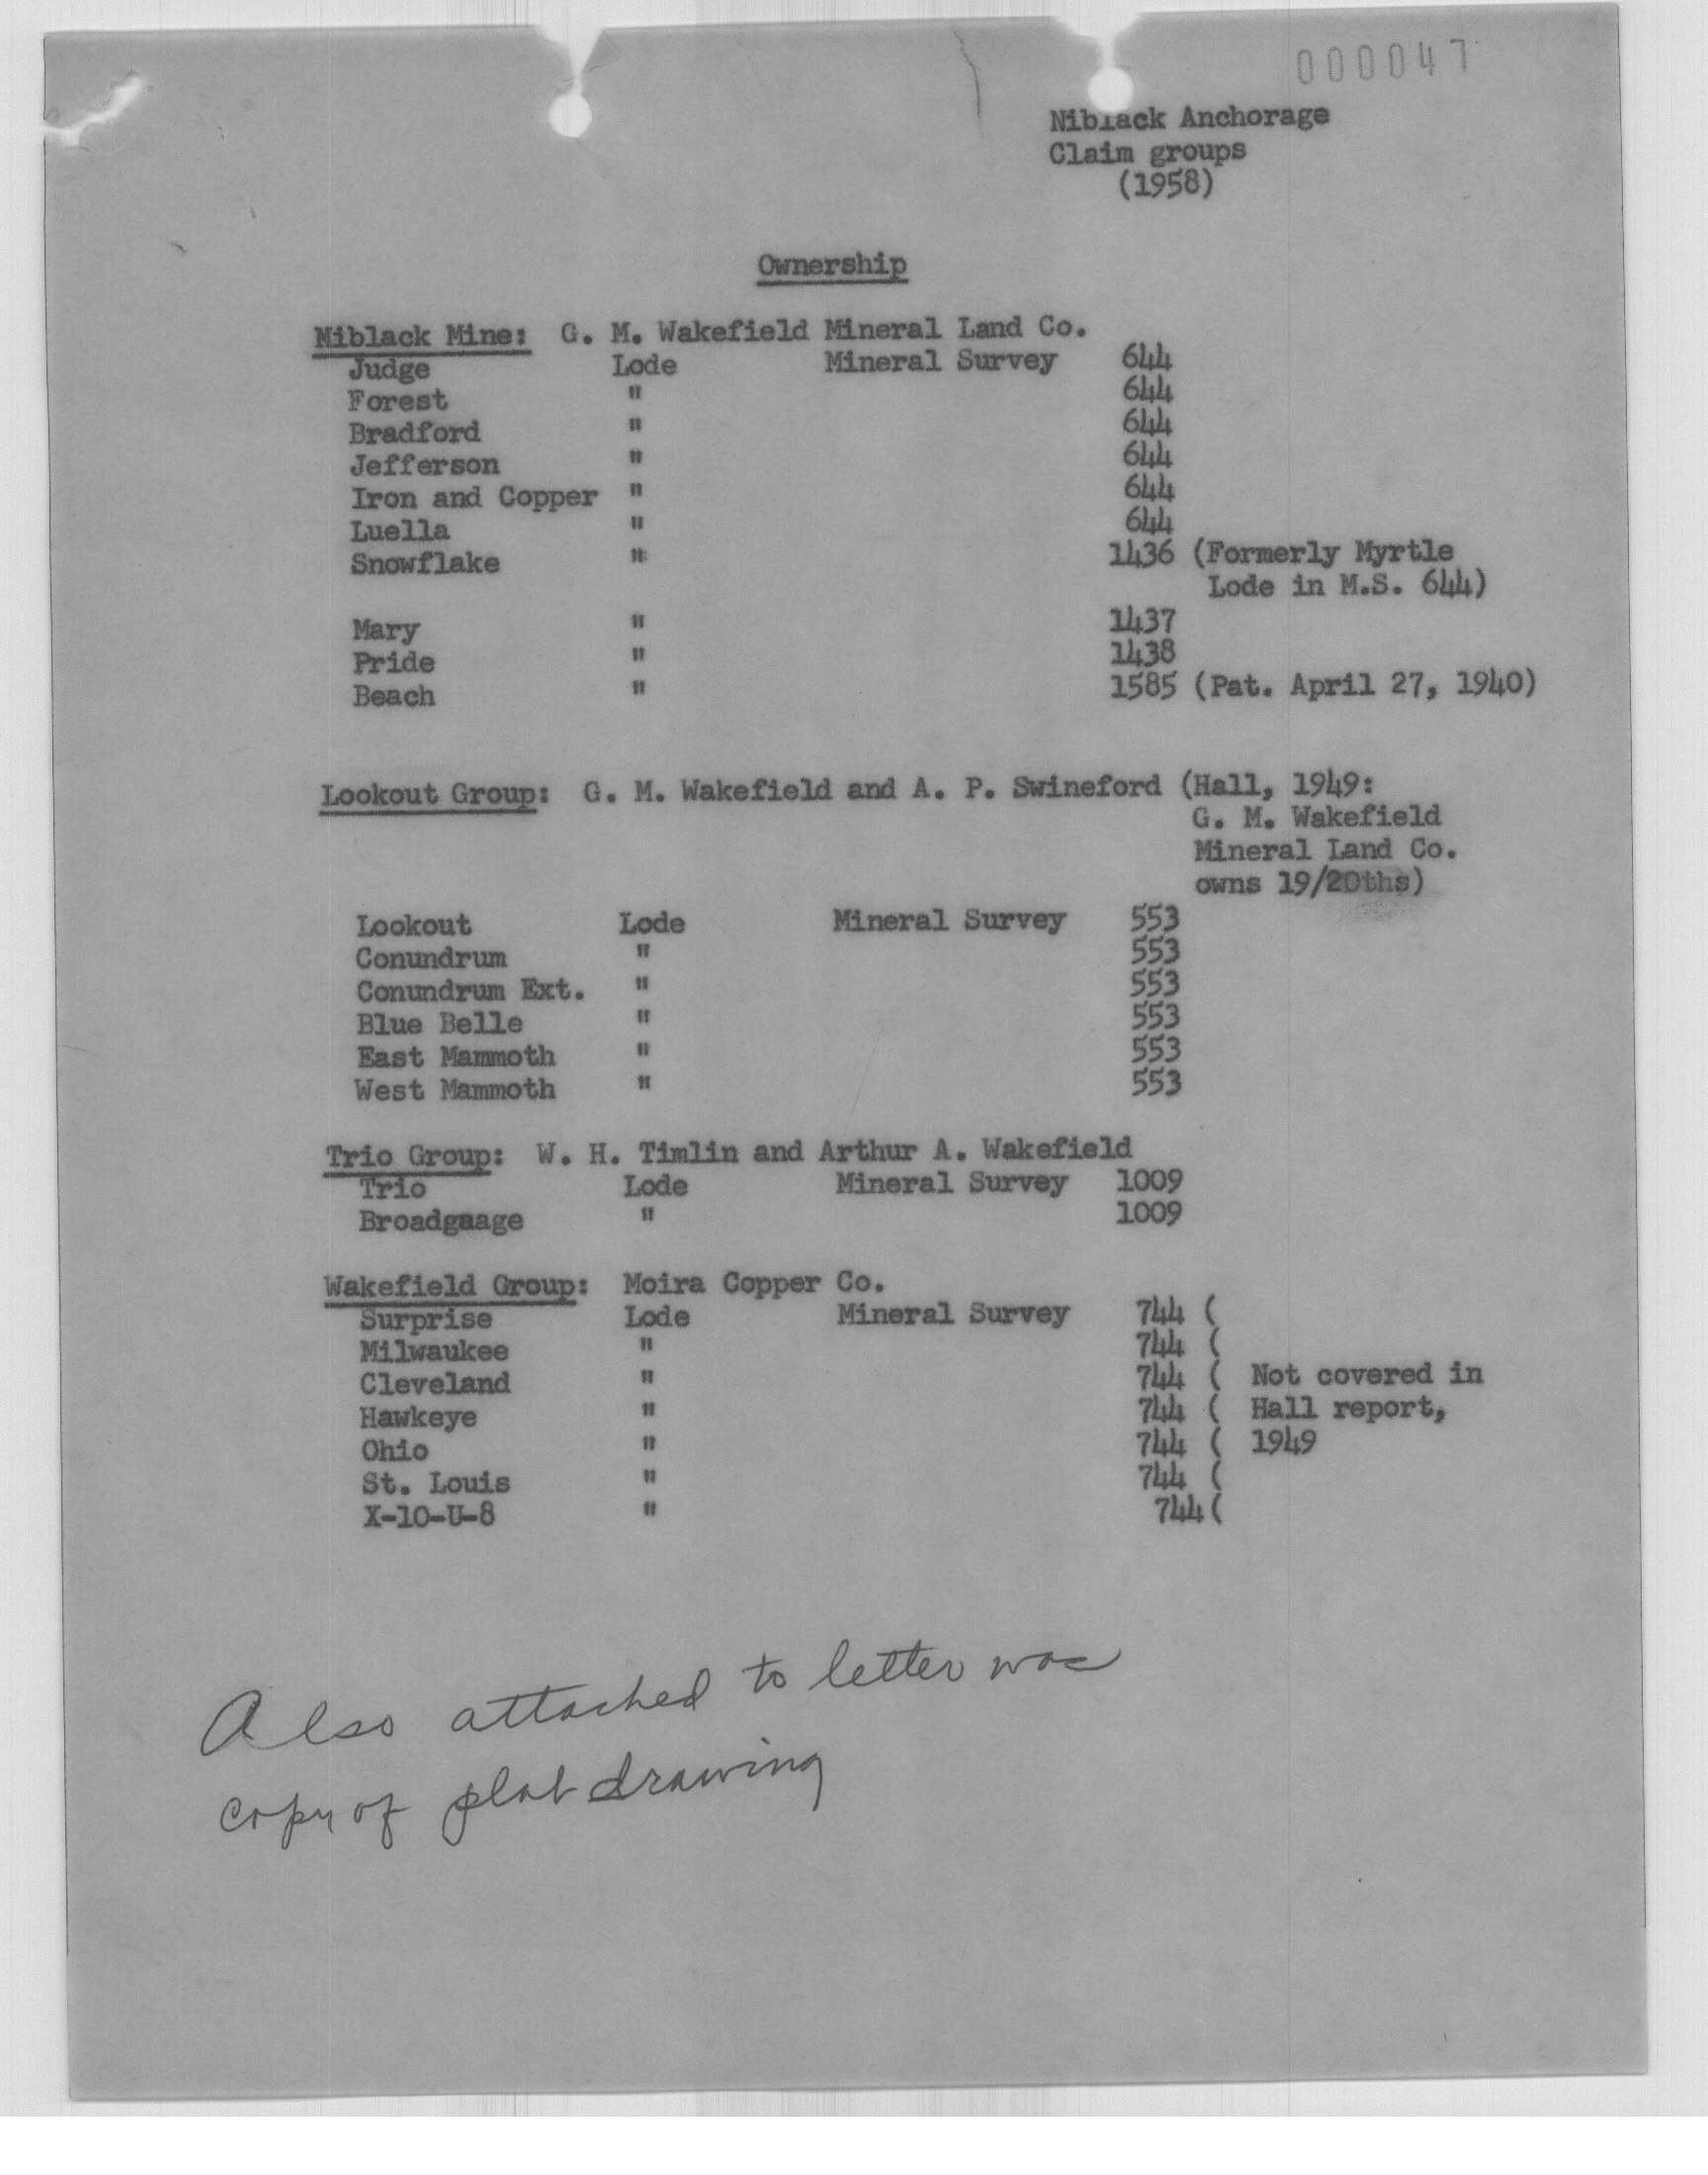 000047
Niblack Anchorage
Claim groups
(1958)
Ownership
Niblack Mine: G. M. Wakefield Mineral Land Co.
Judge Lode Mineral Survey 644
Forest " 644
Bradford " 644
Jefferson " 644
Iron and Copper " 644
Luella " 644
Snowflake " 1436 (Formerly Myrtle
Lode in M.S. 644)
Mary " 1437
Pride " 1438
Beach " 1585 (Pat. April 27, 1940)
Lookout Group: G. M. Wakefield and A. P. Swineford (Hall, 1949:
G. M. Wakefield
Mineral Land Co.
owns 19/20ths)
Lookout Lode Mineral Survey 553
Conundrum " 553
Conundrum Ext. " 553
Blue Belle " 553
East Mammoth " 553
West Mammoth " 553
Trio Group: W. H. Timlin and Arthur A. Wakefield
Trio Lode Mineral Survey 1009
Broadgaage " 1009
Wakefield Group: Moira Copper Co.
Surprise Lode Mineral Survey 744 (
Milwaukee " 744 (
Cleveland " 744 ( Not covered in
Hawkeye " 744 ( Hall report,
Ohio " 744 ( 1949
St. Louis " 744 (
X-10-U-8 " 744 (
Also attached to letter was
copy of plat drawing